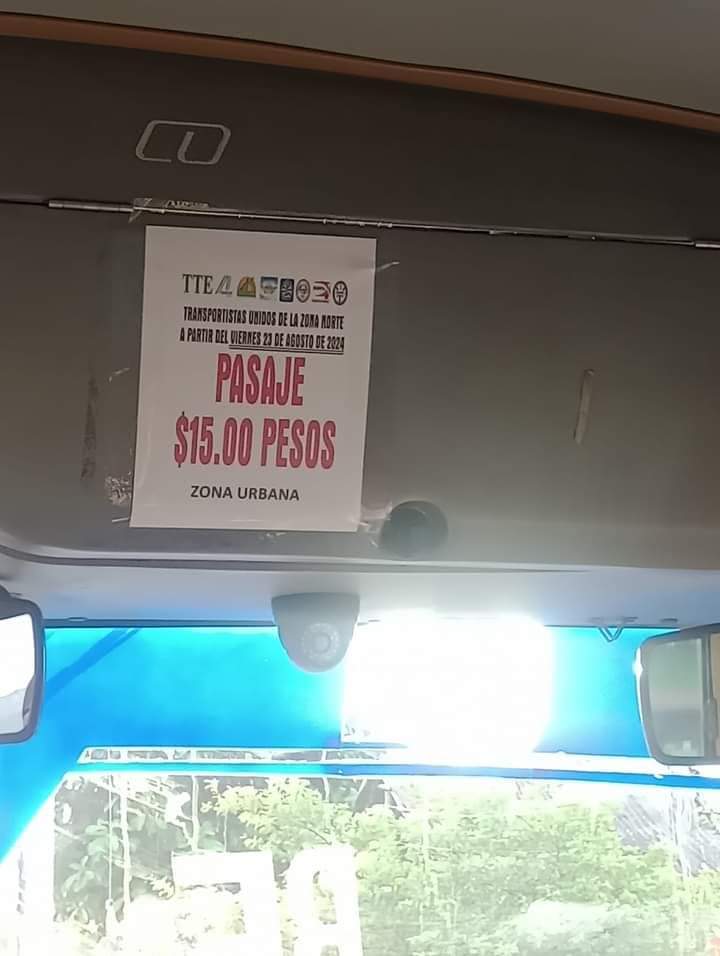 TTE
TRANSPORTISTAS UNIDOS DE LA ZONA NORTE
A PARTIR DEL VIERNES 23 DE AGOSTO DE 2024
PASAJE
$15.00 PESOS
ZONA URBANA